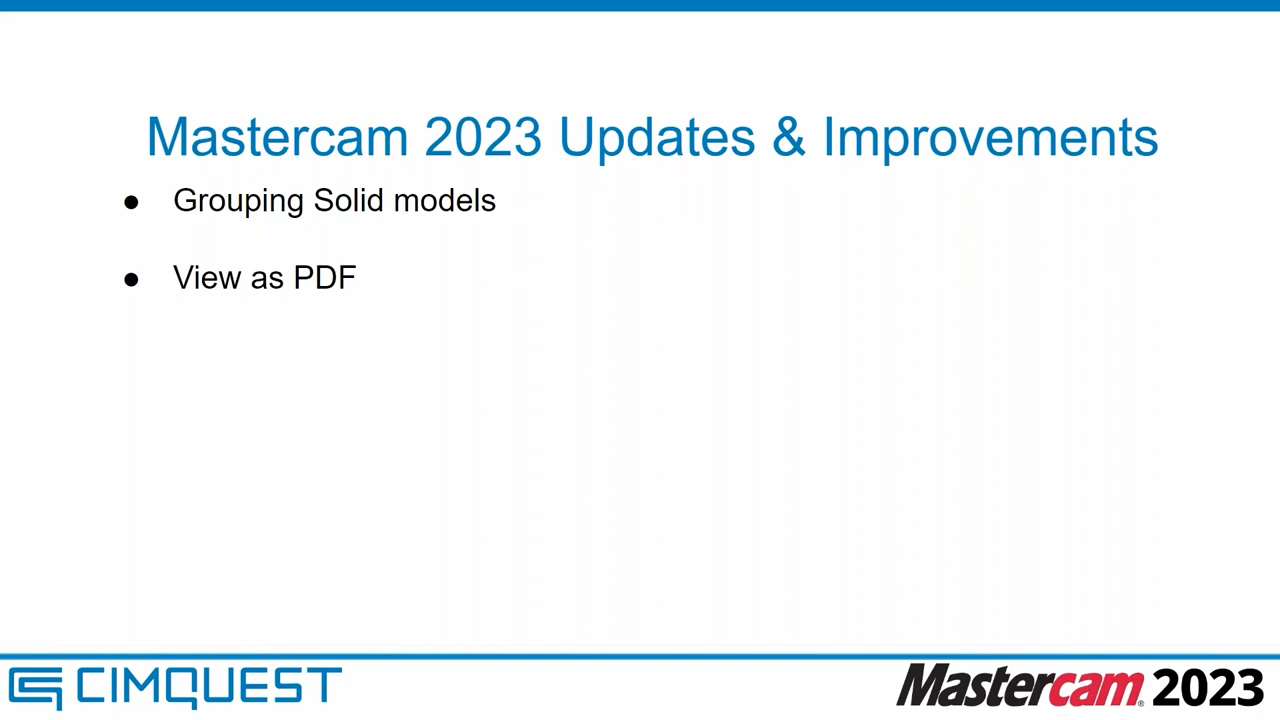 Mastercam 2023 Updates & Improvements
● Grouping Solid models
● View as PDF
CIMQUEST
Mastercam® 2023